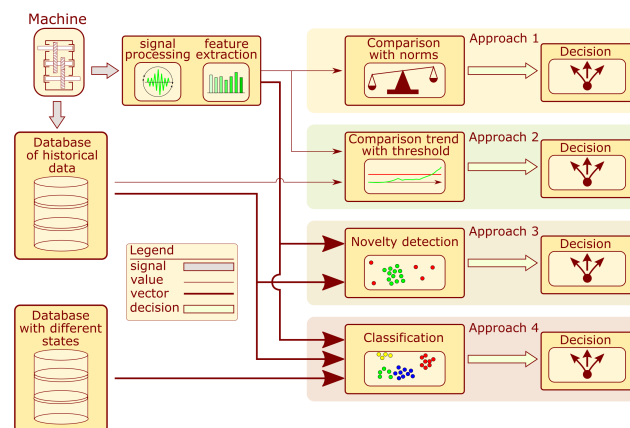 Machine
signal
processing
feature
extraction
Comparison
with norms
Approach 1
Decision
Database
of historical
data
Comparison trend
with threshold
Approach 2
Decision
Legend
signal
value
vector
decision
Novelty detection
Approach 3
Decision
Database
with different
states
Classification
Approach 4
Decision